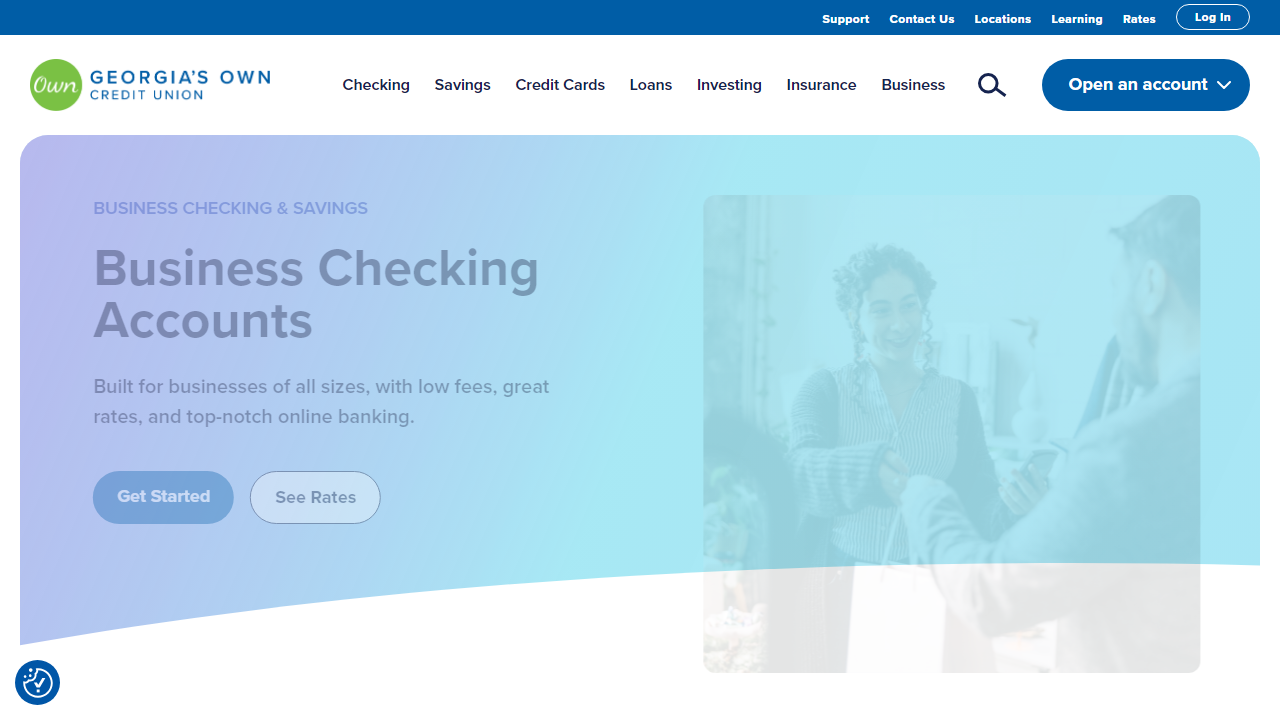 Support Contact Us Locations Learning Rates Log In
Own GEORGIA'S OWN
CREDIT UNION
Checking Savings Credit Cards Loans Investing Insurance Business Open an account
BUSINESS CHECKING & SAVINGS
Business Checking
Accounts
Built for businesses of all sizes, with low fees, great
rates, and top-notch online banking.
Get Started See Rates